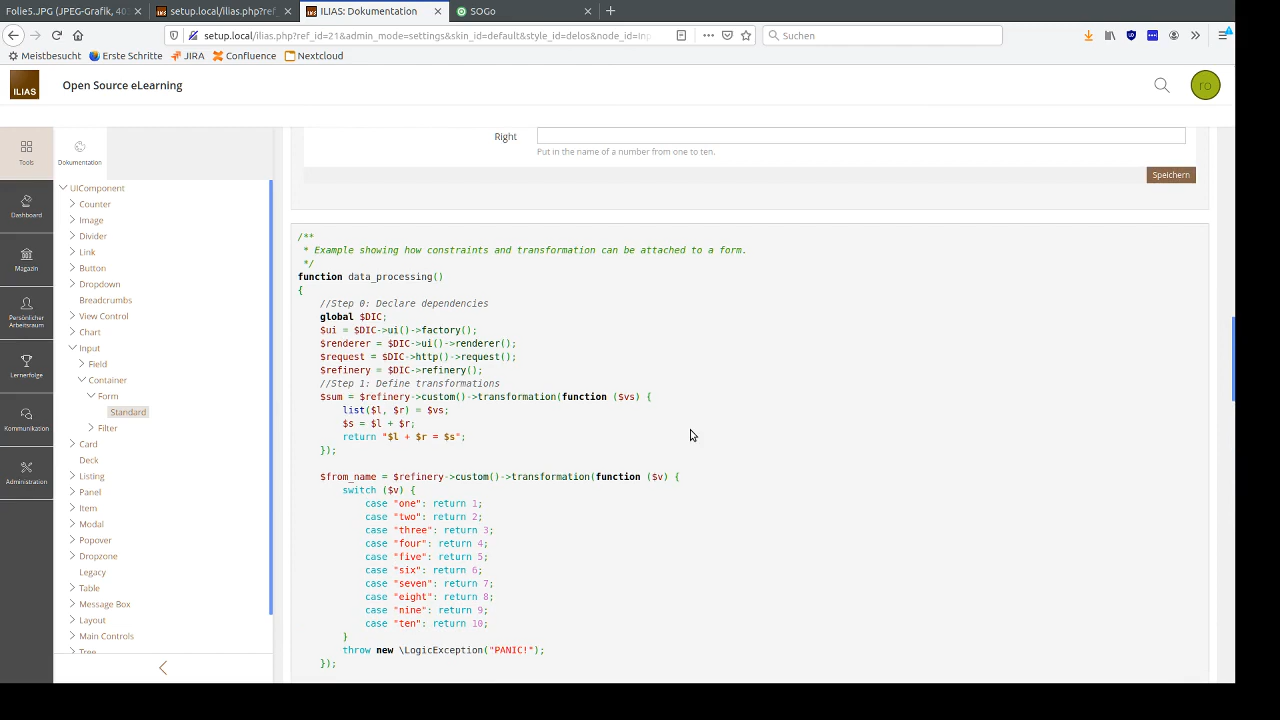 Folie5.JPG (JPEG-Grafik, 40
setup.local/ilias.php?ref_
ILIAS: Dokumentation
SOGo
setup.local/ilias.php?ref_id=21&admin_mode=settings&skin_id=default&style_id=delos&node_id=Inp
Suchen
Meistbesucht
Erste Schritte
JIRA
Confluence
Nextcloud
ILIAS
Open Source eLearning
ro
Tools
Dashboard
Magazin
Persönlicher
Arbeitsraum
Lernerfolge
Kommunikation
Administration
Dokumentation
UIComponent
Counter
Image
Divider
Link
Button
Dropdown
Breadcrumbs
View Control
Chart
Input
Field
Container
Form
Standard
Filter
Card
Deck
Listing
Panel
Item
Modal
Popover
Dropzone
Legacy
Table
Message Box
Layout
Main Controls
Tree
Right
Put in the name of a number from one to ten.
Speichern
/**
* Example showing how constraints and transformation can be attached to a form.
*/
function data_processing()
{
//Step 0: Declare dependencies
global $DIC;
$ui = $DIC->ui()->factory();
$renderer = $DIC->ui()->renderer();
$request = $DIC->http()->request();
$refinery = $DIC->refinery();
//Step 1: Define transformations
$sum = $refinery->custom()->transformation(function ($vs) {
list($l, $r) = $vs;
$s = $l + $r;
return "$l + $r = $s";
});
$from_name = $refinery->custom()->transformation(function ($v) {
switch ($v) {
case "one": return 1;
case "two": return 2;
case "three": return 3;
case "four": return 4;
case "five": return 5;
case "six": return 6;
case "seven": return 7;
case "eight": return 8;
case "nine": return 9;
case "ten": return 10;
}
throw new \LogicException("PANIC!");
});